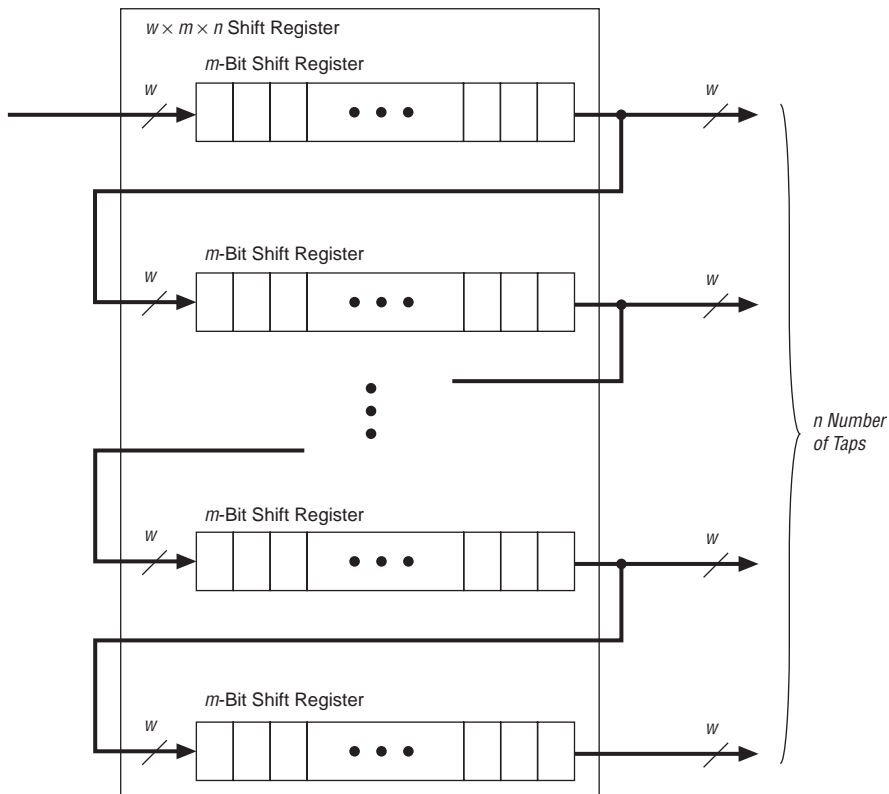 w × m × n Shift Register
m-Bit Shift Register
w
w
m-Bit Shift Register
w
w
n Number
of Taps
m-Bit Shift Register
w
w
m-Bit Shift Register
w
w